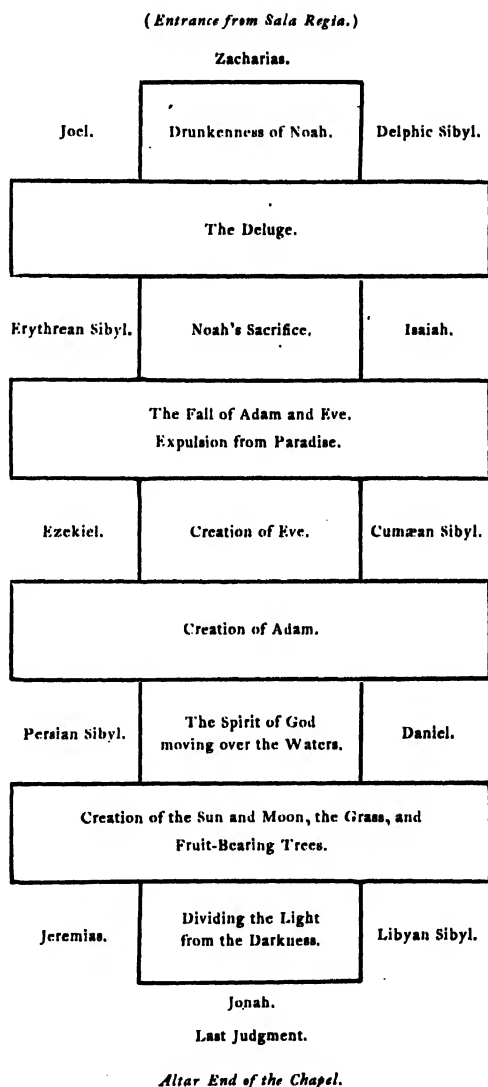 (Entrance from Sala Regia.)
Zacharias.
Joel. Drunkenness of Noah. Delphic Sibyl.
The Deluge.
Erythrean Sibyl. Noah's Sacrifice. Isaiah.
The Fall of Adam and Eve.
Expulsion from Paradise.
Ezekiel. Creation of Eve. Cumæan Sibyl.
Creation of Adam.
Persian Sibyl. The Spirit of God moving over the Waters. Daniel.
Creation of the Sun and Moon, the Grass, and
Fruit-Bearing Trees.
Jeremias. Dividing the Light from the Darkness. Libyan Sibyl.
Jonah.
Last Judgment.
Altar End of the Chapel.